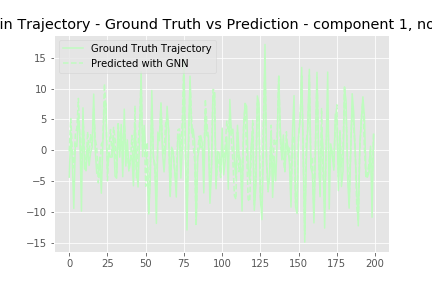 in Trajectory - Ground Truth vs Prediction - component 1, no
Ground Truth Trajectory
Predicted with GNN
15
10
5
0
−5
−10
−15
0 25 50 75 100 125 150 175 200